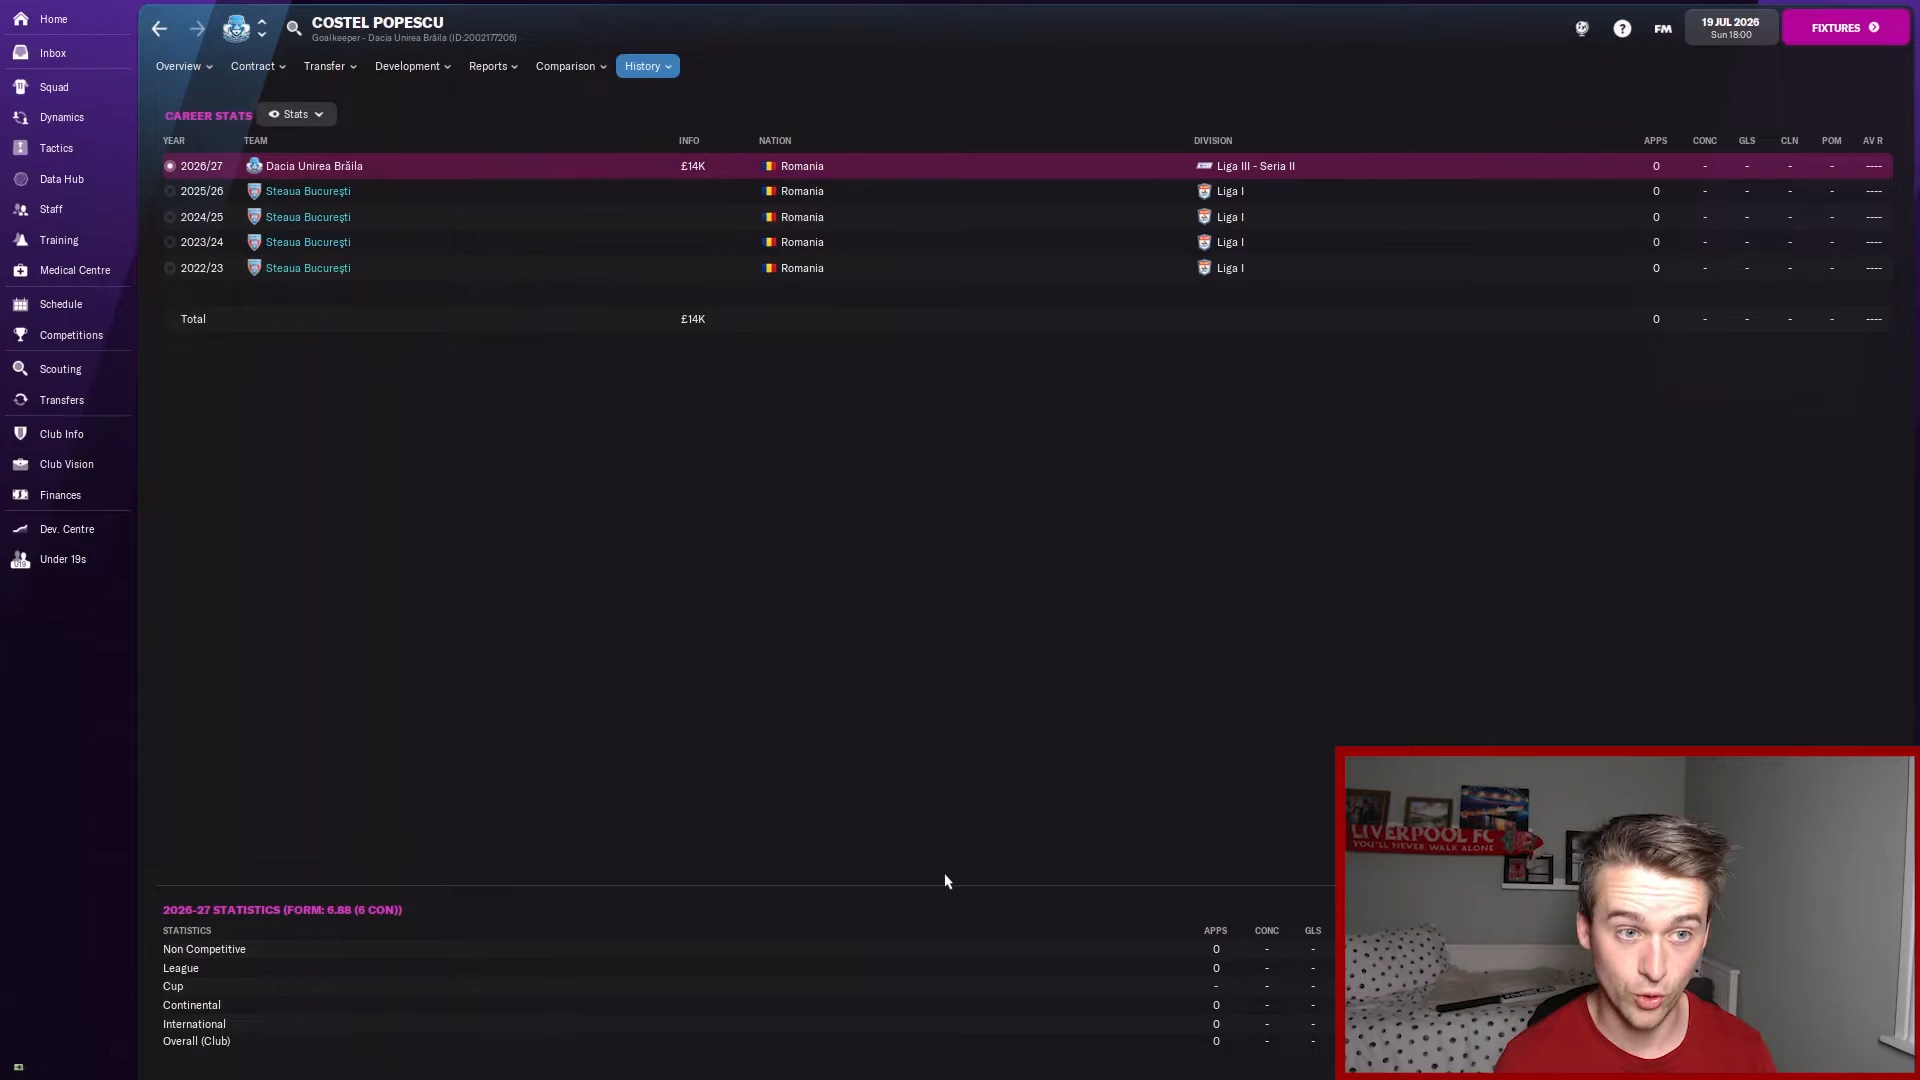 Home
Inbox
Squad
Dynamics
Tactics
Data Hub
Staff
Training
Medical Centre
Schedule
Competitions
Scouting
Transfers
Club Info
Club Vision
Finances
Dev. Centre
Under 19s
COSTEL POPESCU
Goalkeeper - Dacia Unirea Brăila (ID:2002177206)
FM
19 JUL 2026
Sun 18:00
FIXTURES
Overview Contract Transfer Development Reports Comparison History
CAREER STATS Stats
YEAR TEAM INFO NATION DIVISION APPS CONC GLS CLN POM AV R
2026/27 Dacia Unirea Brăila £14K Romania Liga III - Seria II 0 - - - - ----
2025/26 Steaua Bucureşti Romania Liga I 0 - - - - ----
2024/25 Steaua Bucureşti Romania Liga I 0 - - - - ----
2023/24 Steaua Bucureşti Romania Liga I 0 - - - - ----
2022/23 Steaua Bucureşti Romania Liga I 0 - - - - ----
Total £14K 0 - - - - ----
2026-27 STATISTICS (FORM: 6.88 (6 CON))
STATISTICS APPS CONC GLS
Non Competitive 0 - -
League 0 - -
Cup - - -
Continental 0 - -
International 0 - -
Overall (Club) 0 - -
LIVERPOOL FC
YOU'LL NEVER WALK ALONE